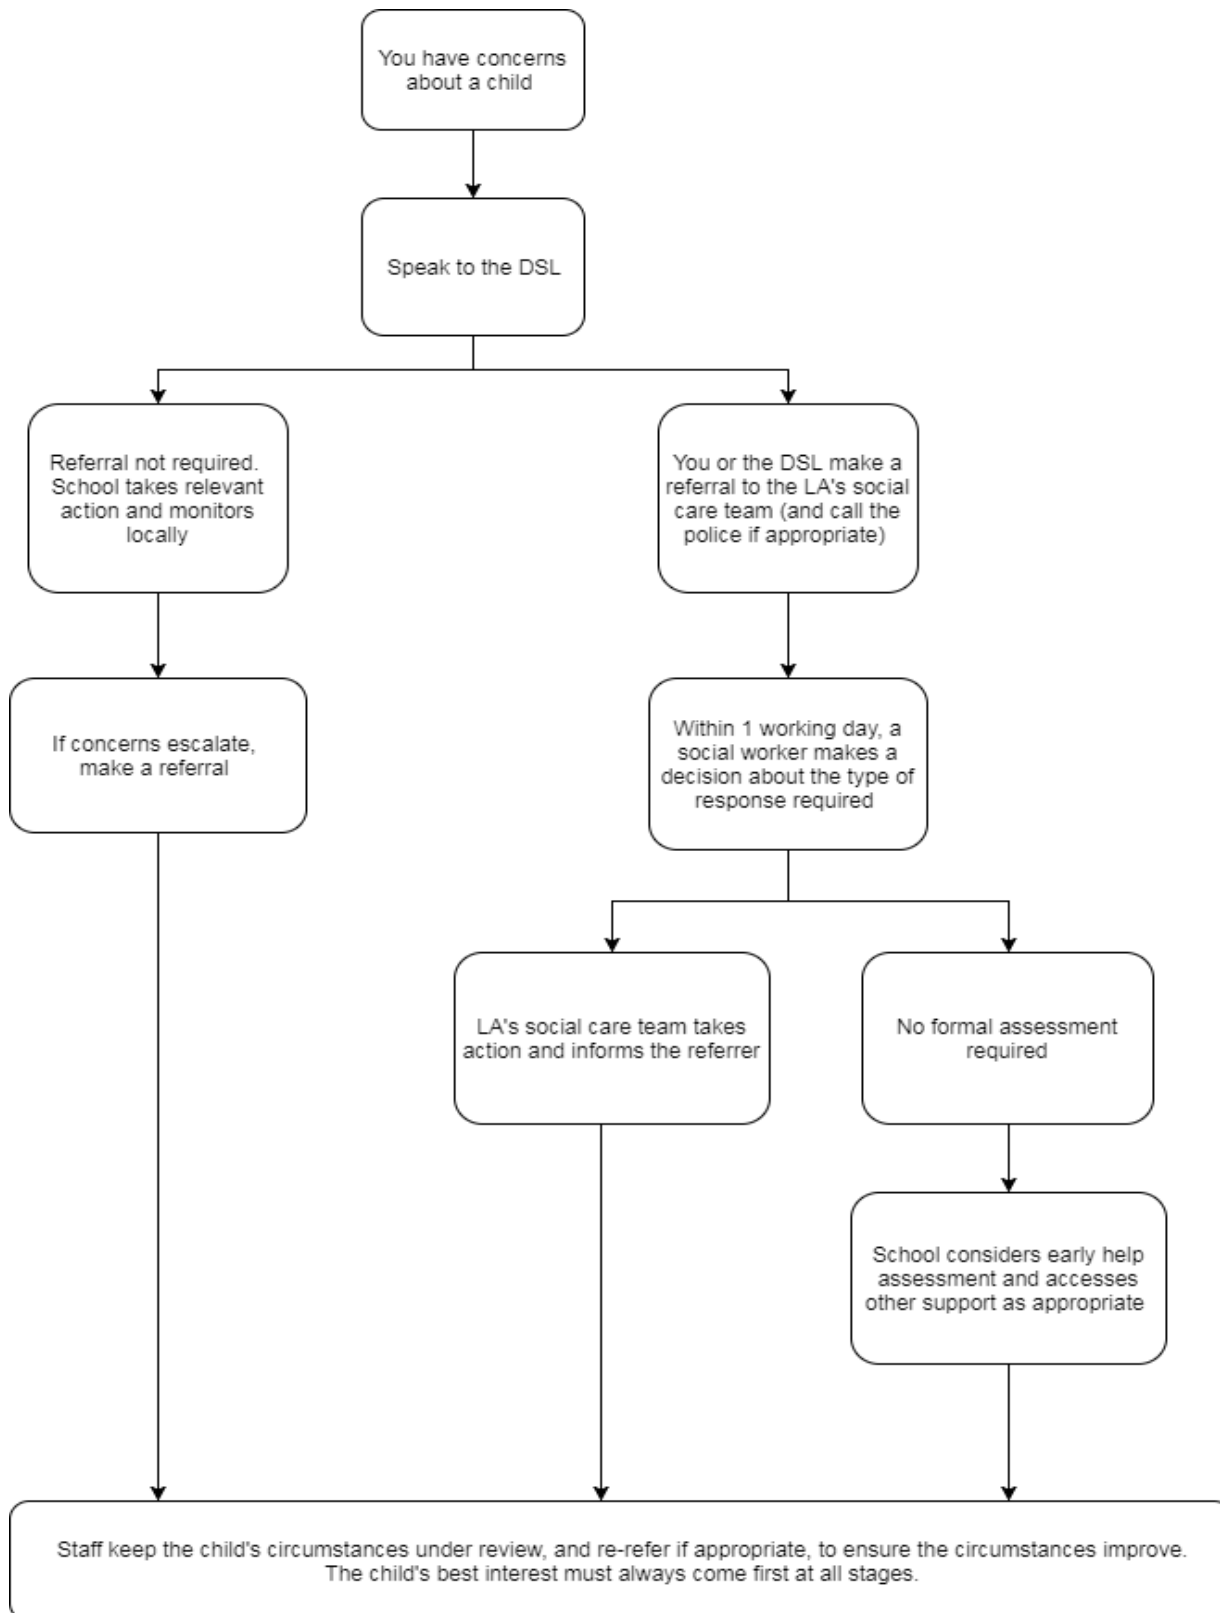 You have concerns
about a child
Speak to the DSL
Referral not required.
School takes relevant
action and monitors
locally
You or the DSL make a
referral to the LA's social
care team (and call the
police if appropriate)
If concerns escalate,
make a referral
Within 1 working day, a
social worker makes a
decision about the type of
response required
LA's social care team takes
action and informs the referrer
No formal assessment
required
School considers early help
assessment and accesses
other support as appropriate
Staff keep the child's circumstances under review, and re-refer if appropriate, to ensure the circumstances improve.
The child's best interest must always come first at all stages.